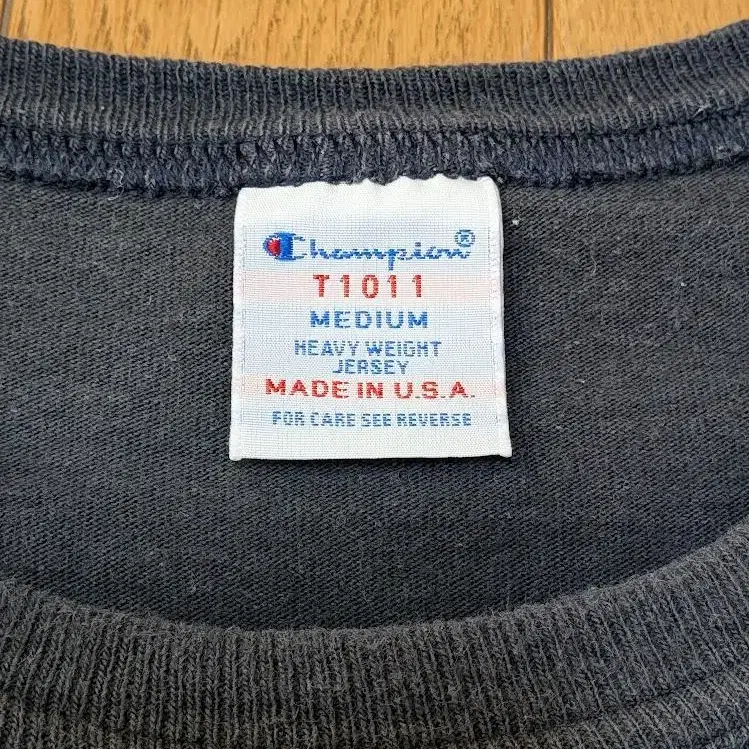 Champion®
T1011
MEDIUM
HEAVY WEIGHT
JERSEY
MADE IN U.S.A.
FOR CARE SEE REVERSE